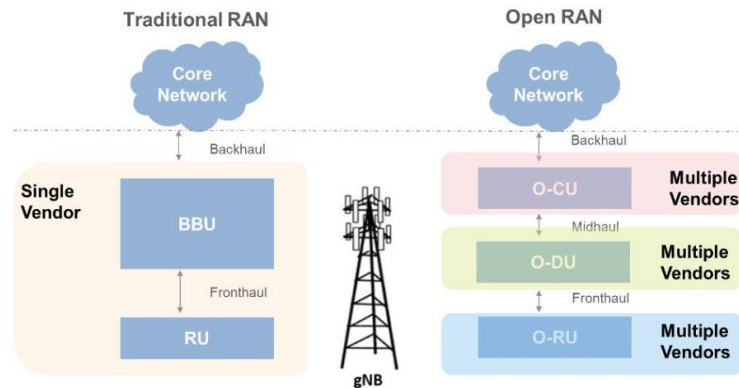 Traditional RAN
Open RAN
Core
Network
Core
Network
Backhaul
Backhaul
Single
Vendor
BBU
Fronthaul
RU
gNB
O-CU
Multiple
Vendors
Midhaul
O-DU
Multiple
Vendors
Fronthaul
O-RU
Multiple
Vendors